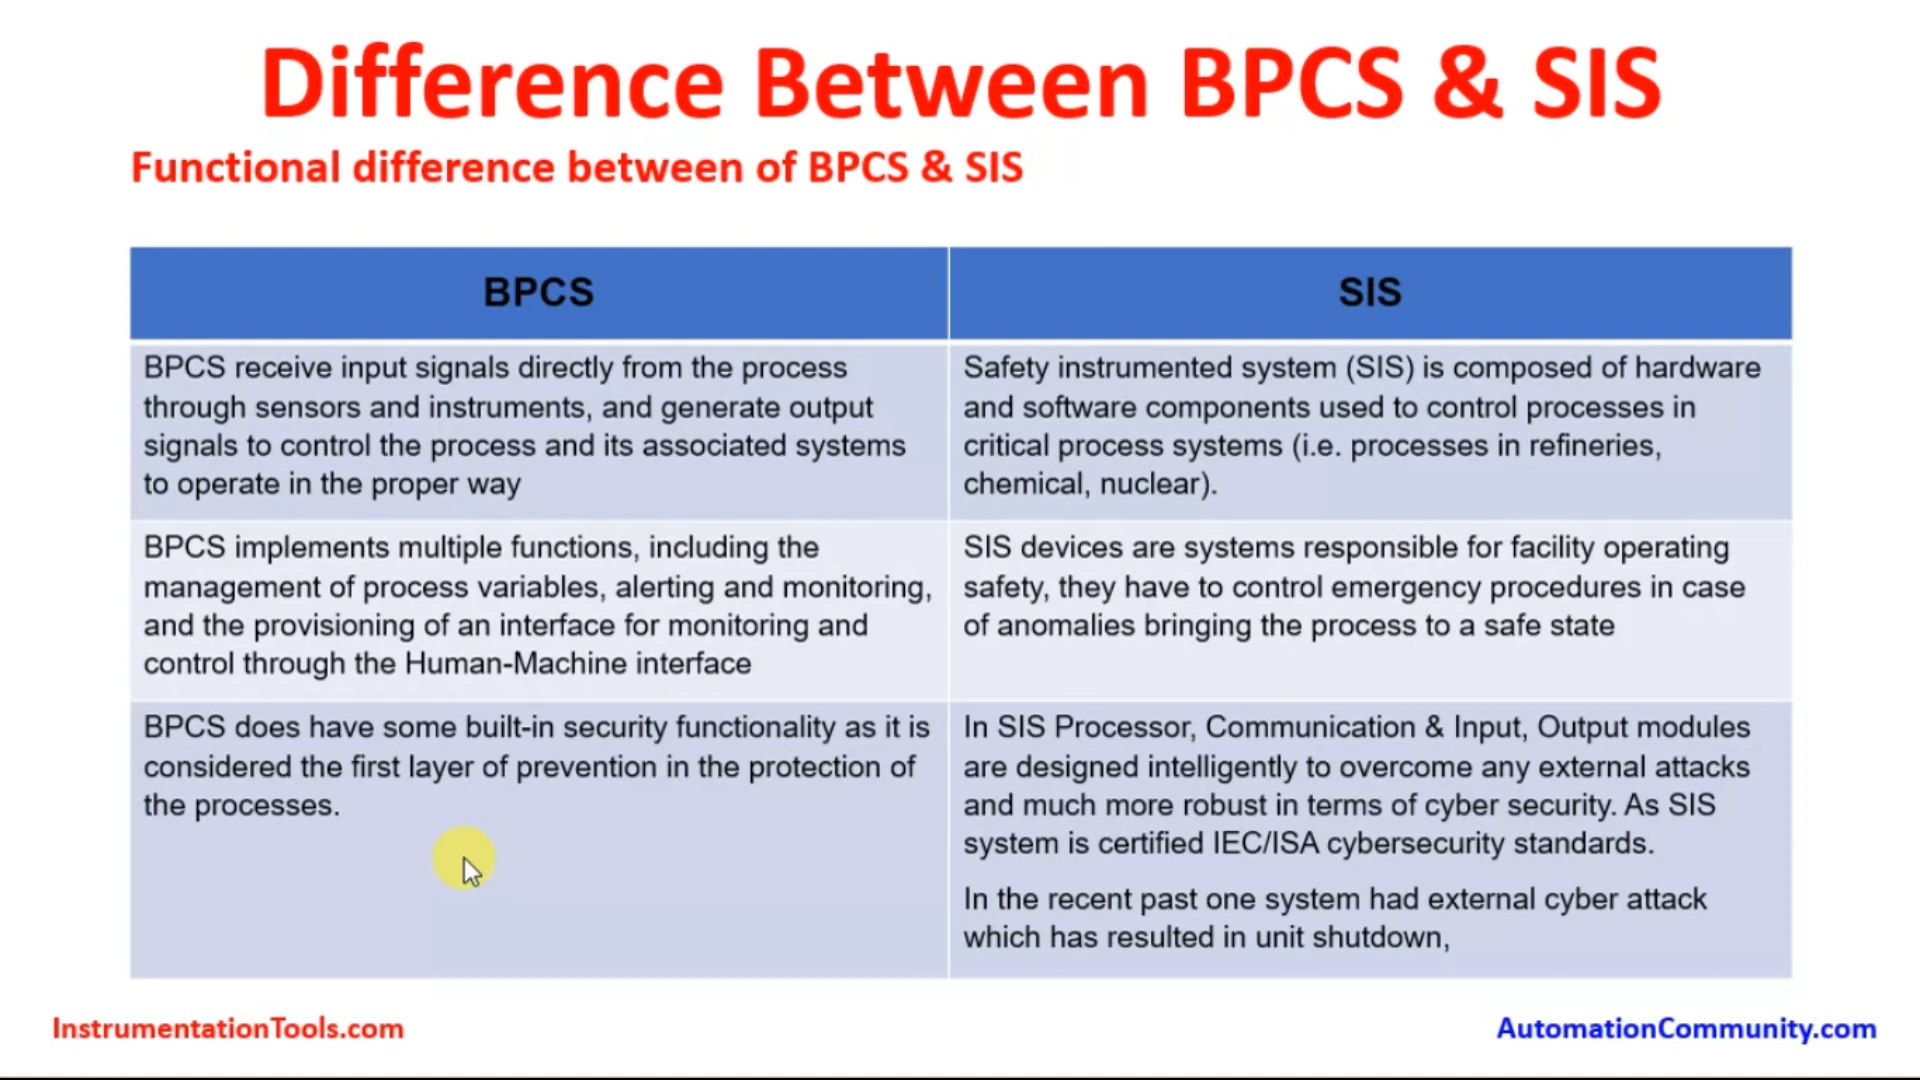 Difference Between BPCS & SIS
Functional difference between of BPCS & SIS
BPCS
SIS
BPCS receive input signals directly from the process
through sensors and instruments, and generate output
signals to control the process and its associated systems
to operate in the proper way
Safety instrumented system (SIS) is composed of hardware
and software components used to control processes in
critical process systems (i.e. processes in refineries,
chemical, nuclear).
BPCS implements multiple functions, including the
management of process variables, alerting and monitoring,
and the provisioning of an interface for monitoring and
control through the Human-Machine interface
SIS devices are systems responsible for facility operating
safety, they have to control emergency procedures in case
of anomalies bringing the process to a safe state
BPCS does have some built-in security functionality as it is
considered the first layer of prevention in the protection of
the processes.
In SIS Processor, Communication & Input, Output modules
are designed intelligently to overcome any external attacks
and much more robust in terms of cyber security. As SIS
system is certified IEC/ISA cybersecurity standards.
In the recent past one system had external cyber attack
which has resulted in unit shutdown,
InstrumentationTools.com
AutomationCommunity.com